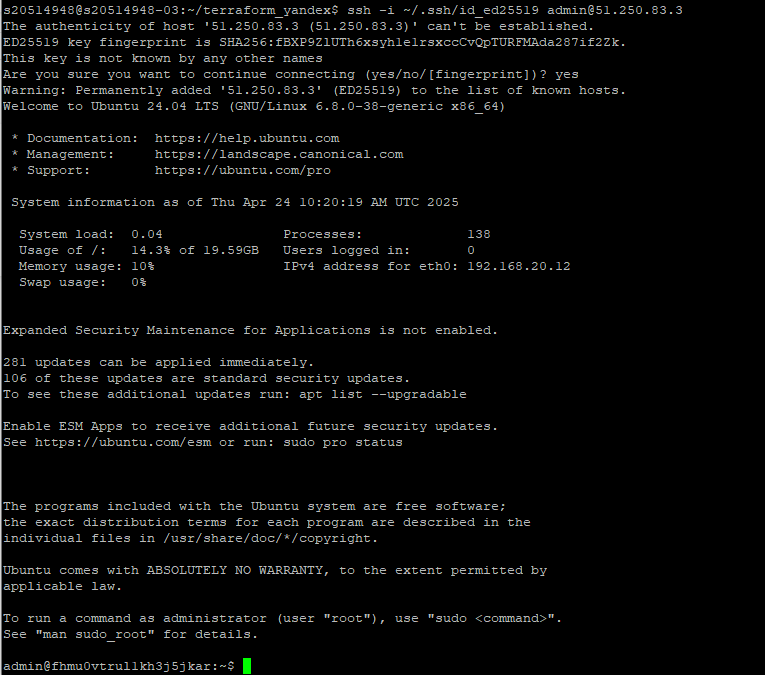 s20514948@s20514948-03:~/terraform_yandex$ ssh -i ~/.ssh/id_ed25519 admin@51.250.83.3
The authenticity of host '51.250.83.3 (51.250.83.3)' can't be established.
ED25519 key fingerprint is SHA256:fBXP9Z1UTh6xsyh1e1rsxccCvQpTURFMAda287if2Zk.
This key is not known by any other names
Are you sure you want to continue connecting (yes/no/[fingerprint])? yes
Warning: Permanently added '51.250.83.3' (ED25519) to the list of known hosts.
Welcome to Ubuntu 24.04 LTS (GNU/Linux 6.8.0-38-generic x86_64)

 * Documentation:  https://help.ubuntu.com
 * Management:     https://landscape.canonical.com
 * Support:        https://ubuntu.com/pro

 System information as of Thu Apr 24 10:20:19 AM UTC 2025

  System load:  0.04               Processes:             138
  Usage of /:   14.3% of 19.59GB   Users logged in:       0
  Memory usage: 10%                IPv4 address for eth0: 192.168.20.12
  Swap usage:   0%

Expanded Security Maintenance for Applications is not enabled.

281 updates can be applied immediately.
106 of these updates are standard security updates.
To see these additional updates run: apt list --upgradable

Enable ESM Apps to receive additional future security updates.
See https://ubuntu.com/esm or run: sudo pro status

The programs included with the Ubuntu system are free software;
the exact distribution terms for each program are described in the
individual files in /usr/share/doc/*/copyright.

Ubuntu comes with ABSOLUTELY NO WARRANTY, to the extent permitted by
applicable law.

To run a command as administrator (user "root"), use "sudo <command>".
See "man sudo_root" for details.

admin@fhmu0vtrul1kh3j5jkar:~$